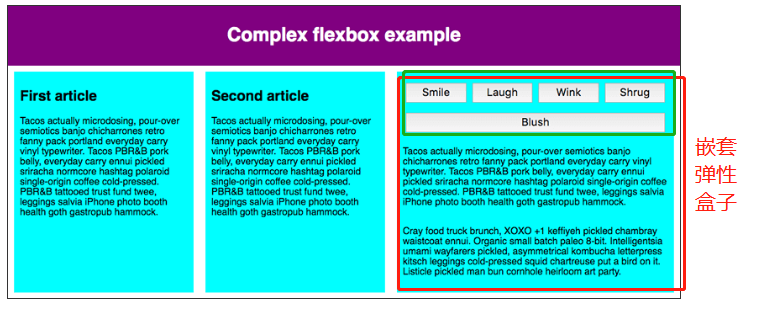 Complex flexbox example
First article
Tacos actually microdosing, pour-over
semiotics banjo chicharrones retro
fanny pack portland everyday carry
vinyl typewriter. Tacos PBR&B pork
belly, everyday carry ennui pickled
sriracha normcore hashtag polaroid
single-origin coffee cold-pressed.
PBR&B tattooed trust fund twee,
leggings salvia iPhone photo booth
health goth gastropub hammock.
Second article
Tacos actually microdosing, pour-over
semiotics banjo chicharrones retro
fanny pack portland everyday carry
vinyl typewriter. Tacos PBR&B pork
belly, everyday carry ennui pickled
sriracha normcore hashtag polaroid
single-origin coffee cold-pressed.
PBR&B tattooed trust fund twee,
leggings salvia iPhone photo booth
health goth gastropub hammock.
Smile Laugh Wink Shrug
Blush
Tacos actually microdosing, pour-over semiotics banjo
chicharrones retro fanny pack portland everyday carry vinyl
typewriter. Tacos PBR&B pork belly, everyday carry ennui
pickled sriracha normcore hashtag polaroid single-origin coffee
cold-pressed. PBR&B tattooed trust fund twee, leggings salvia
iPhone photo booth health goth gastropub hammock.
Cray food truck brunch, XOXO +1 keffiyeh pickled chambray
waistcoat ennui. Organic small batch paleo 8-bit. Intelligentsia
umami wayfarers pickled, asymmetrical kombucha letterpress
kitsch leggings cold-pressed squid chartreuse put a bird on it.
Listicle pickled man bun cornhole heirloom art party.
嵌套
弹性
盒子